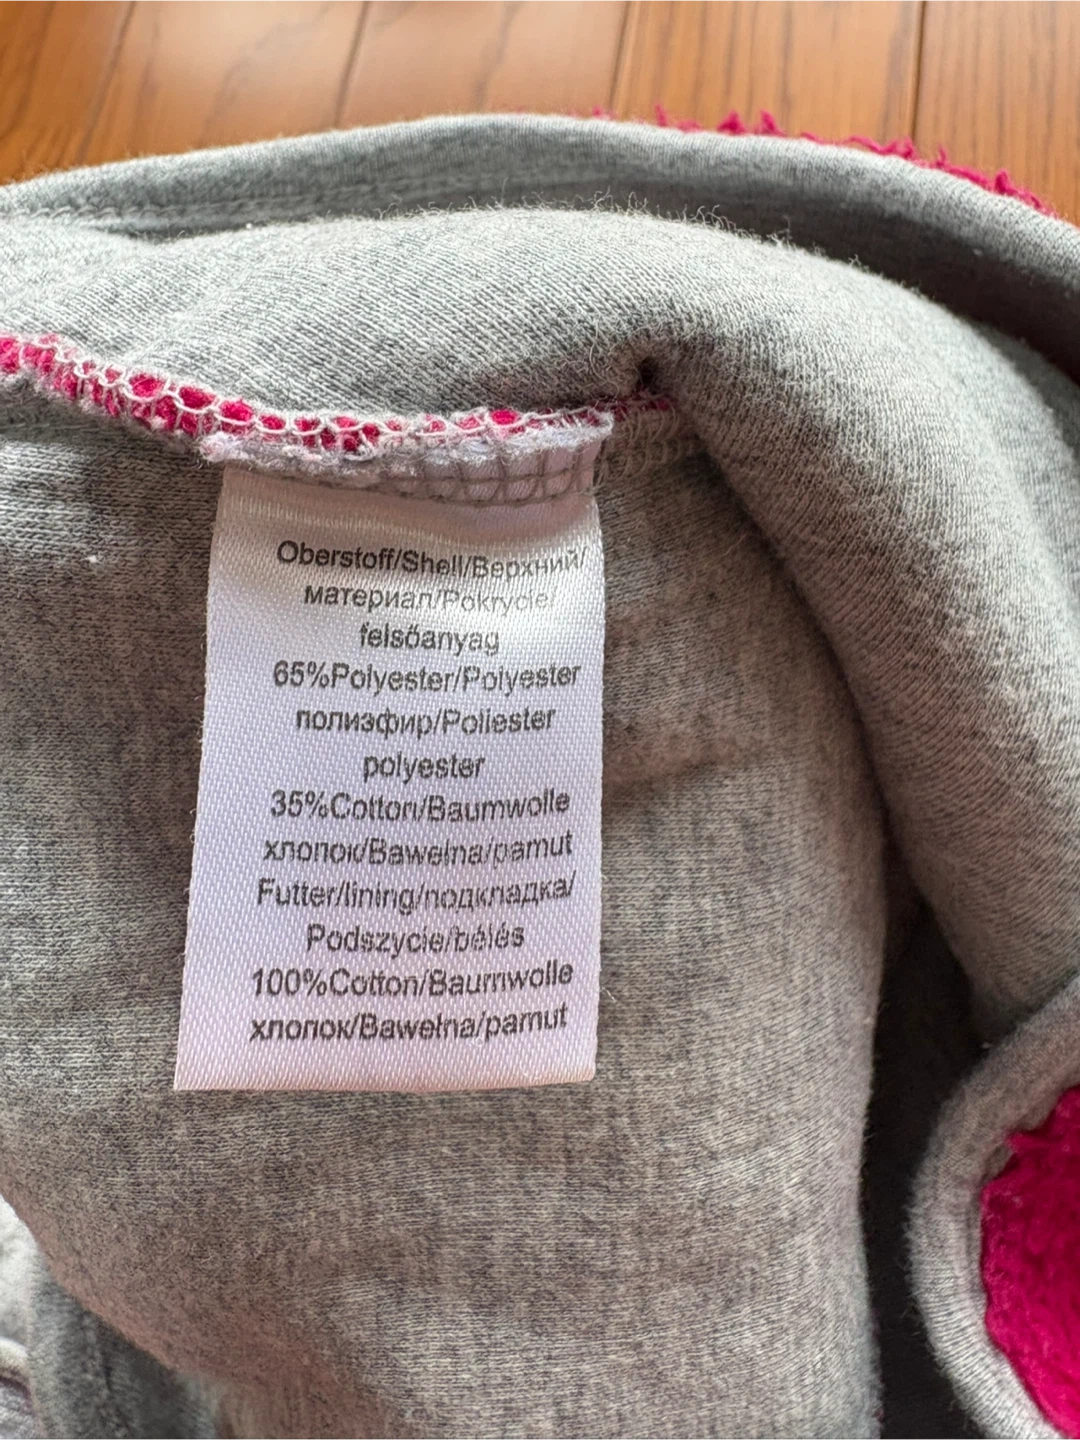 Oberstoff/Shell/Верхний/
материал/Pokrycie/
felsőanyag
65%Polyester/Polyester
полиэфир/Poliester
polyester
35%Cotton/Baumwolle
хлопок/Bawełna/pamut
Futter/lining/подкладка/
Podszycie/bélés
100%Cotton/Baumwolle
хлопок/Bawełna/pamut